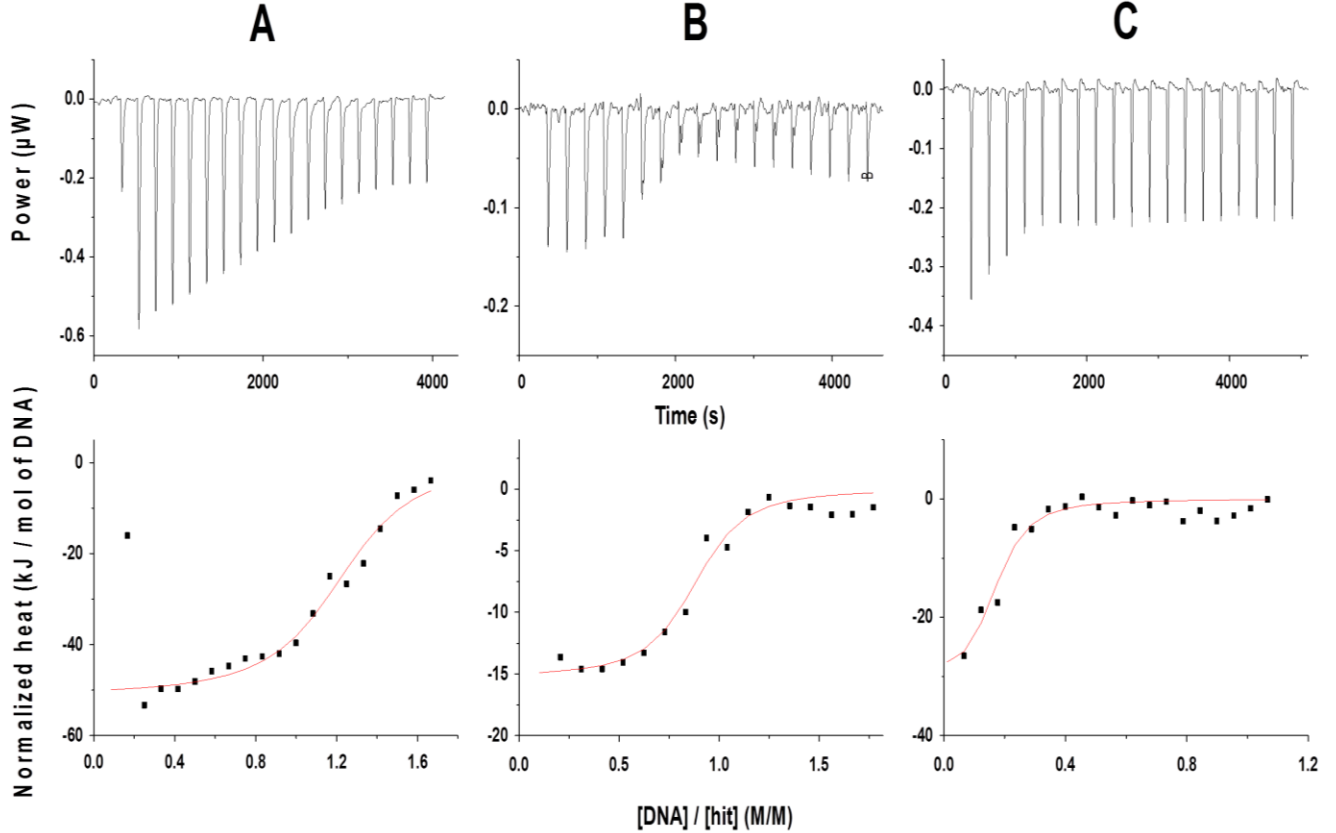 A B C
0.0 0.0 0.0
-0.2 -0.1 -0.1
-0.4 -0.2 -0.2
-0.6 -0.3
-0.4
Power (µW)
0 2000 4000 0 2000 4000 0 2000 4000
Time (s)
0 0 0
-20 -5 -20
-40 -10 -40
-60 -15
-20
Normalized heat (kJ / mol of DNA)
0.0 0.4 0.8 1.2 1.6 0.0 0.5 1.0 1.5 0.0 0.4 0.8 1.2
[DNA] / [hit] (M/M)